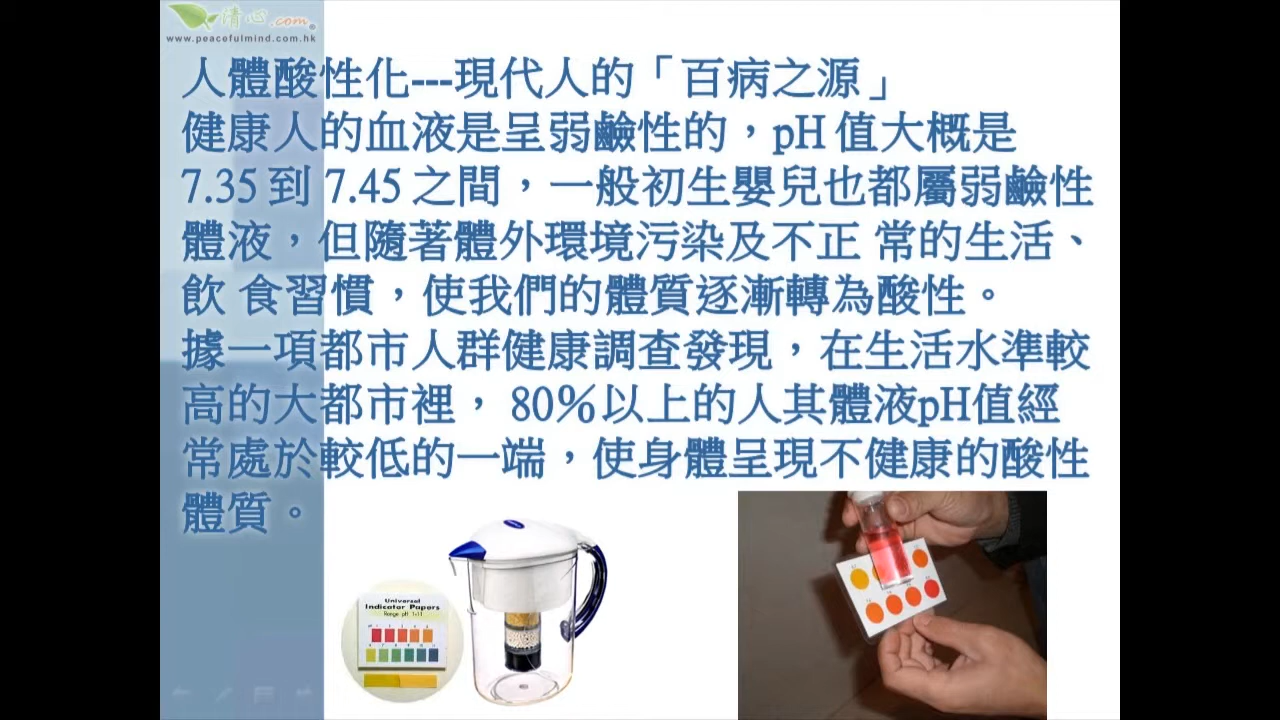 清心.com
www.peacefulmind.com.hk
人體酸性化---現代人的「百病之源」
健康人的血液是呈弱鹼性的，pH 值大概是
7.35 到 7.45 之間，一般初生嬰兒也都屬弱鹼性
體液，但隨著體外環境污染及不正 常的生活、
飲 食習慣，使我們的體質逐漸轉為酸性。
據一項都市人群健康調查發現，在生活水準較
高的大都市裡， 80%以上的人其體液pH值經
常處於較低的一端，使身體呈現不健康的酸性
體質。
Universal
Indicator Papers
Range pH 1-11